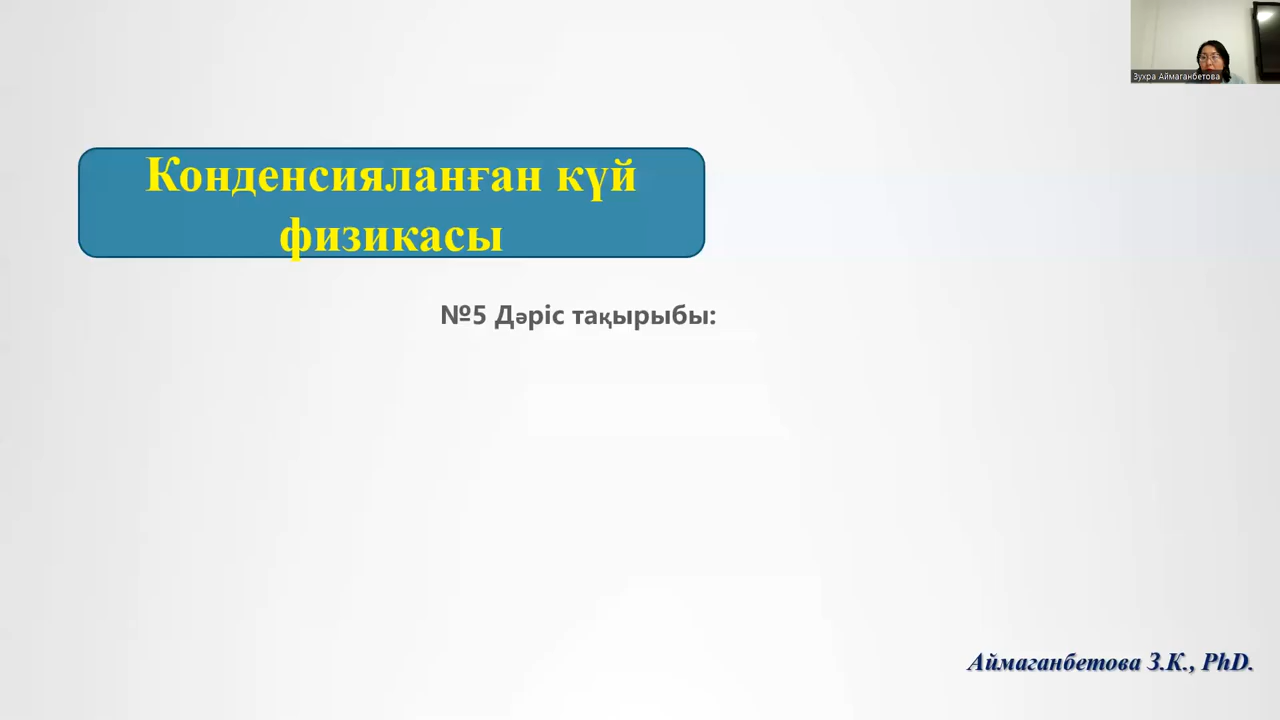 Зухра Аймаганбетова
Конденсияланған күй
физикасы
№5 Дәріс тақырыбы:
Аймаганбетова З.К., PhD.